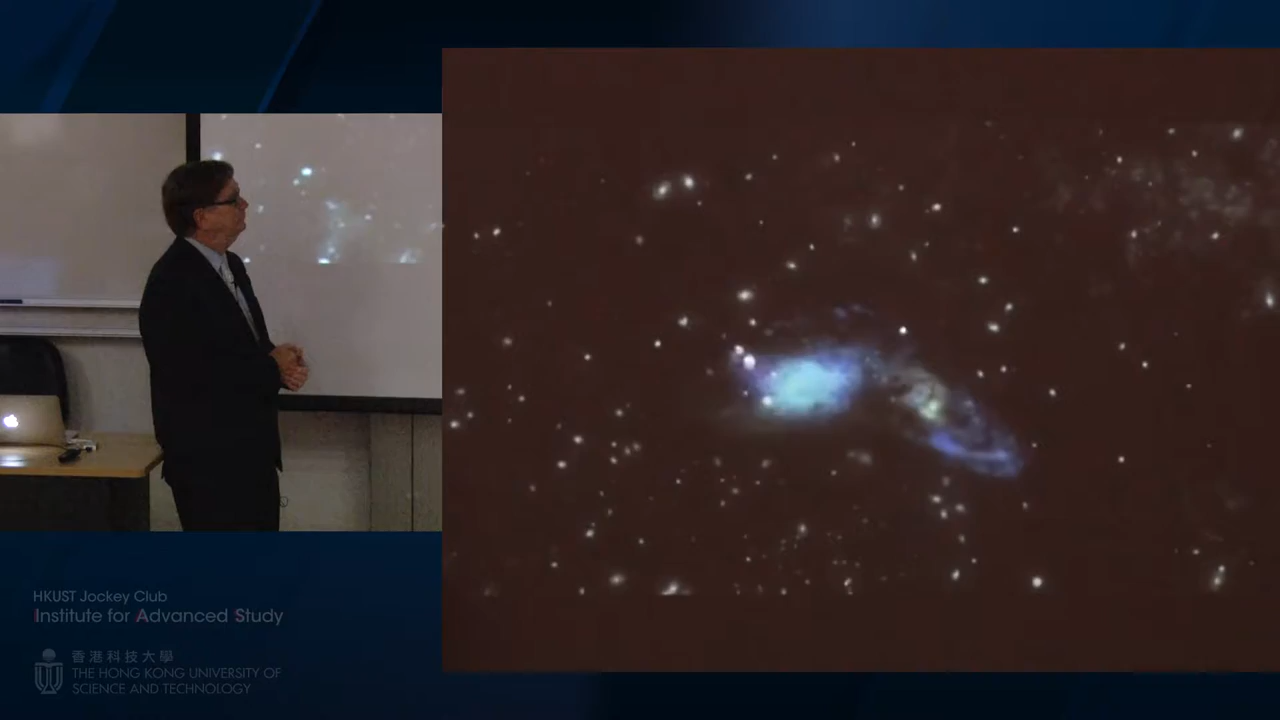 HKUST Jockey Club
Institute for Advanced Study
香港科技大學
THE HONG KONG UNIVERSITY OF
SCIENCE AND TECHNOLOGY